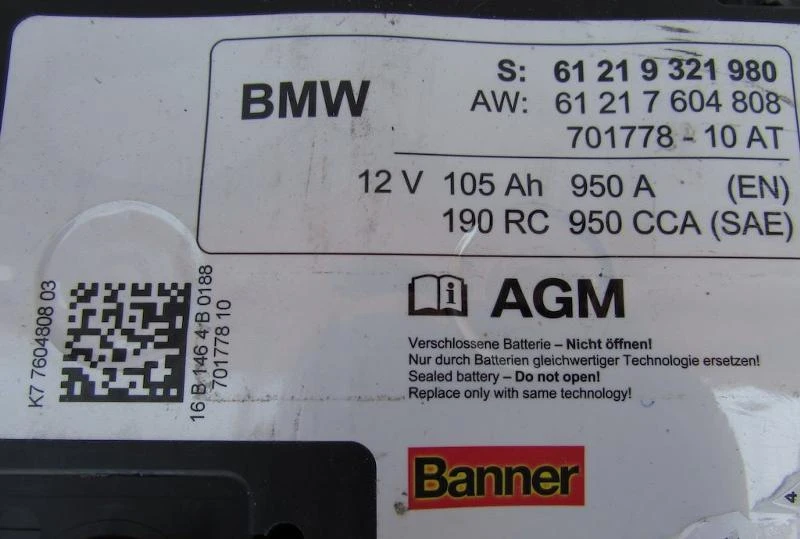 BMW
S: 61 21 9 321 980
AW: 61 21 7 604 808
701778 - 10 AT
12 V 105 Ah 950 A (EN)
190 RC 950 CCA (SAE)
K7 7604808 03
16 B 146 4 B 0188
701778 10
i AGM
Verschlossene Batterie – Nicht öffnen!
Nur durch Batterien gleichwertiger Technologie ersetzen!
Sealed battery – Do not open!
Replace only with same technology!
Banner
4